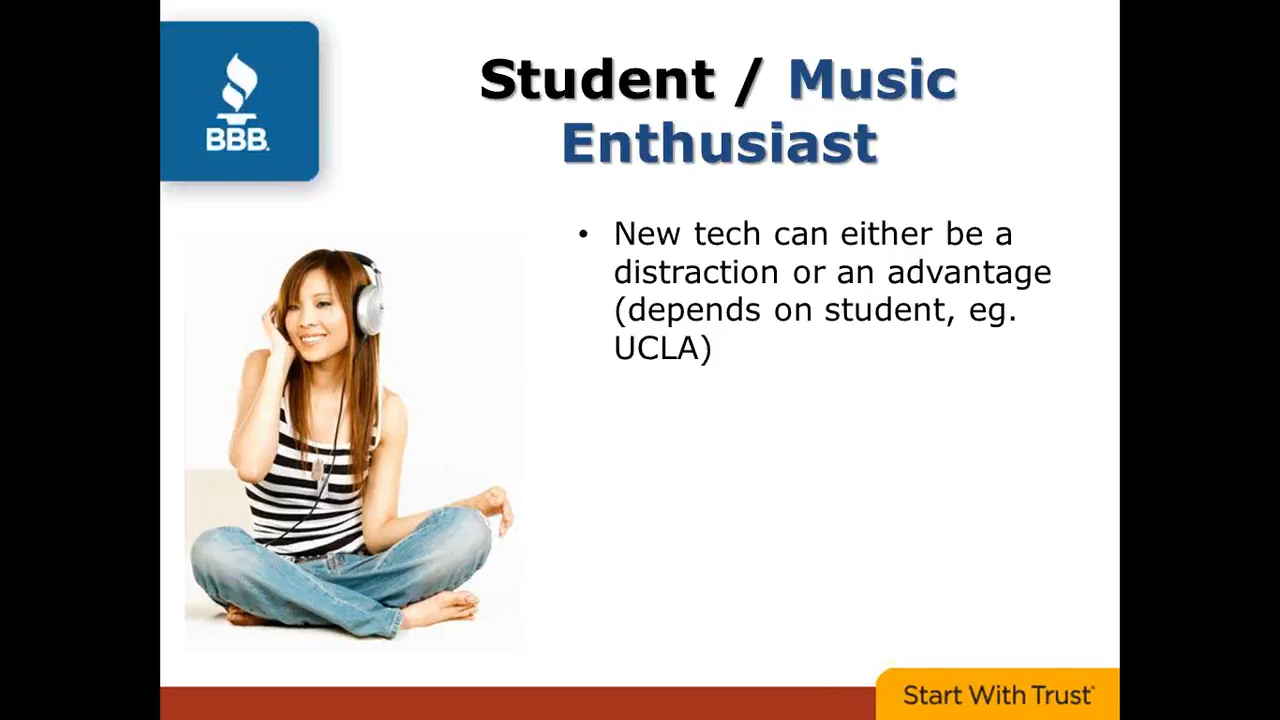 BBB.
Student / Music
Enthusiast
• New tech can either be a
distraction or an advantage
(depends on student, eg.
UCLA)
Start With Trust®